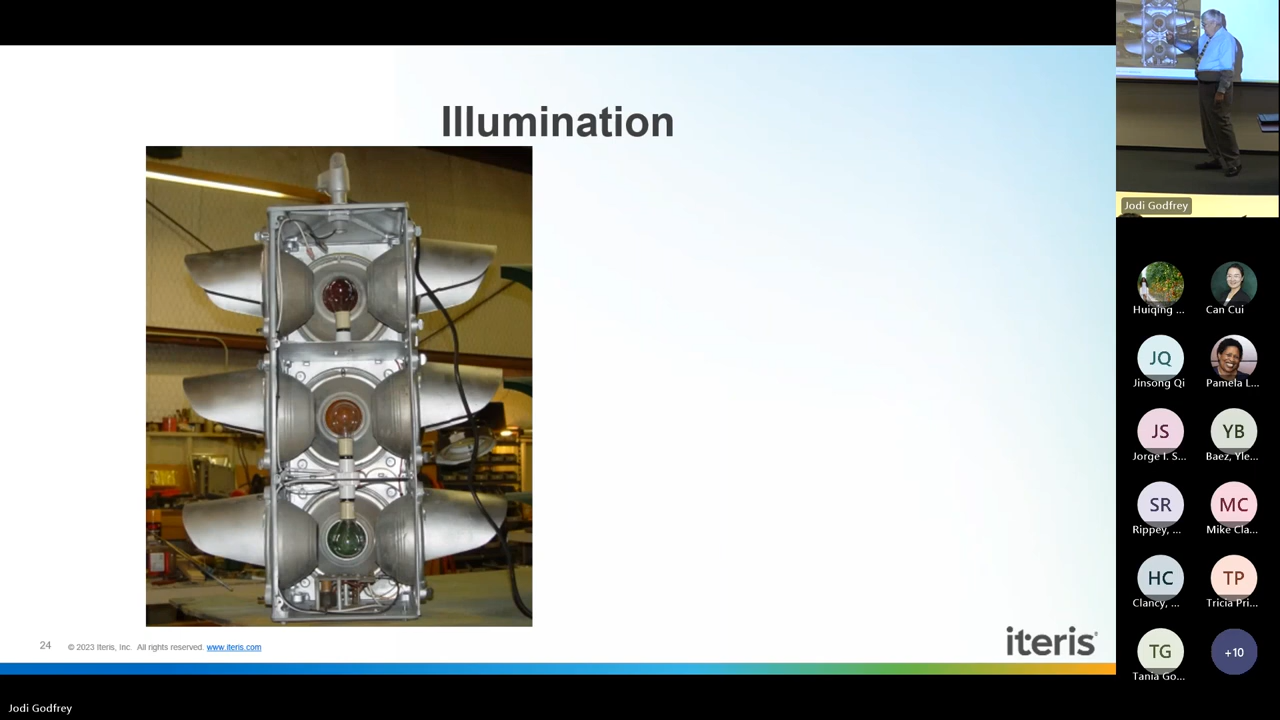 Illumination
24
© 2023 Iteris, Inc. All rights reserved. www.iteris.com
iteris
Jodi Godfrey
Huiqing ...
Can Cui
JQ
Jinsong Qi
Pamela L...
JS
Jorge I. S...
YB
Baez, Yle...
SR
Rippey, ...
MC
Mike Cla...
HC
Clancy, ...
TP
Tricia Pri...
TG
Tania Go...
+10
Jodi Godfrey